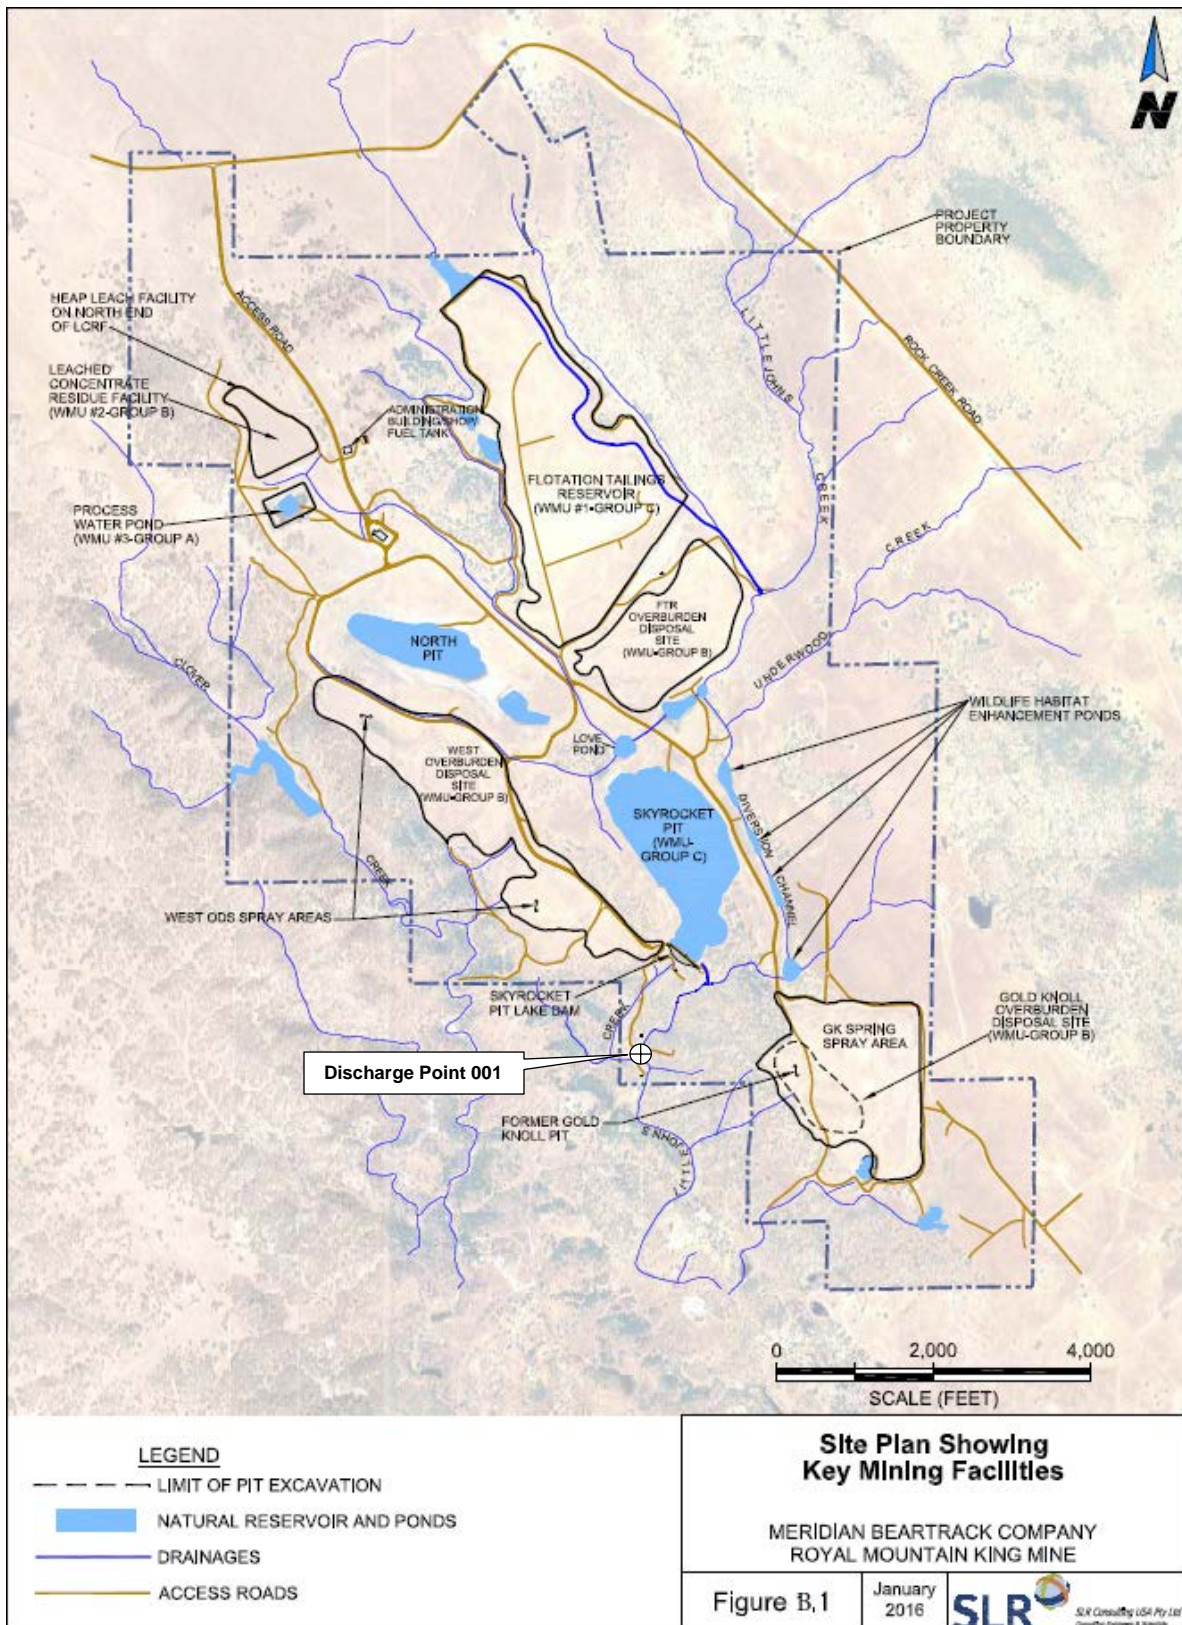 N
PROJECT
PROPERTY
BOUNDARY
HEAP LEACH FACILITY
ON NORTH END
OF LCRF
ACCESS ROAD
LITTLEJOHNS
CREEK
ROCK CREEK ROAD
LEACHED
CONCENTRATE
RESIDUE FACILITY
(WMU #2-GROUP B)
ADMINISTRATION
BUILDING/SHOP/
FUEL TANK
FLOTATION TAILINGS
RESERVOIR
(WMU #1-GROUP C)
PROCESS
WATER POND
(WMU #3-GROUP A)
UNDERWOOD
CREEK
FTR
OVERBURDEN
DISPOSAL
SITE
(WMU-GROUP B)
NORTH
PIT
CLOVER
CREEK
WILDLIFE HABITAT
ENHANCEMENT PONDS
LOVE
POND
WEST
OVERBURDEN
DISPOSAL
SITE
(WMU-GROUP B)
SKYROCKET
PIT
(WMU-
GROUP C)
DIVERSION CHANNEL
WEST ODS SPRAY AREAS
SKYROCKET
PIT LAKE DAM
CREEK
GOLD KNOLL
OVERBURDEN
DISPOSAL SITE
(WMU-GROUP B)
GK SPRING
SPRAY AREA
Discharge Point 001
FORMER GOLD
KNOLL PIT
LITTLEJOHNS
0 2,000 4,000
SCALE (FEET)
LEGEND
LIMIT OF PIT EXCAVATION
NATURAL RESERVOIR AND PONDS
DRAINAGES
ACCESS ROADS
Site Plan Showing
Key Mining Facilities
MERIDIAN BEARTRACK COMPANY
ROYAL MOUNTAIN KING MINE
Figure B.1
January
2016
SLR
SLR Consulting USA Pty Ltd